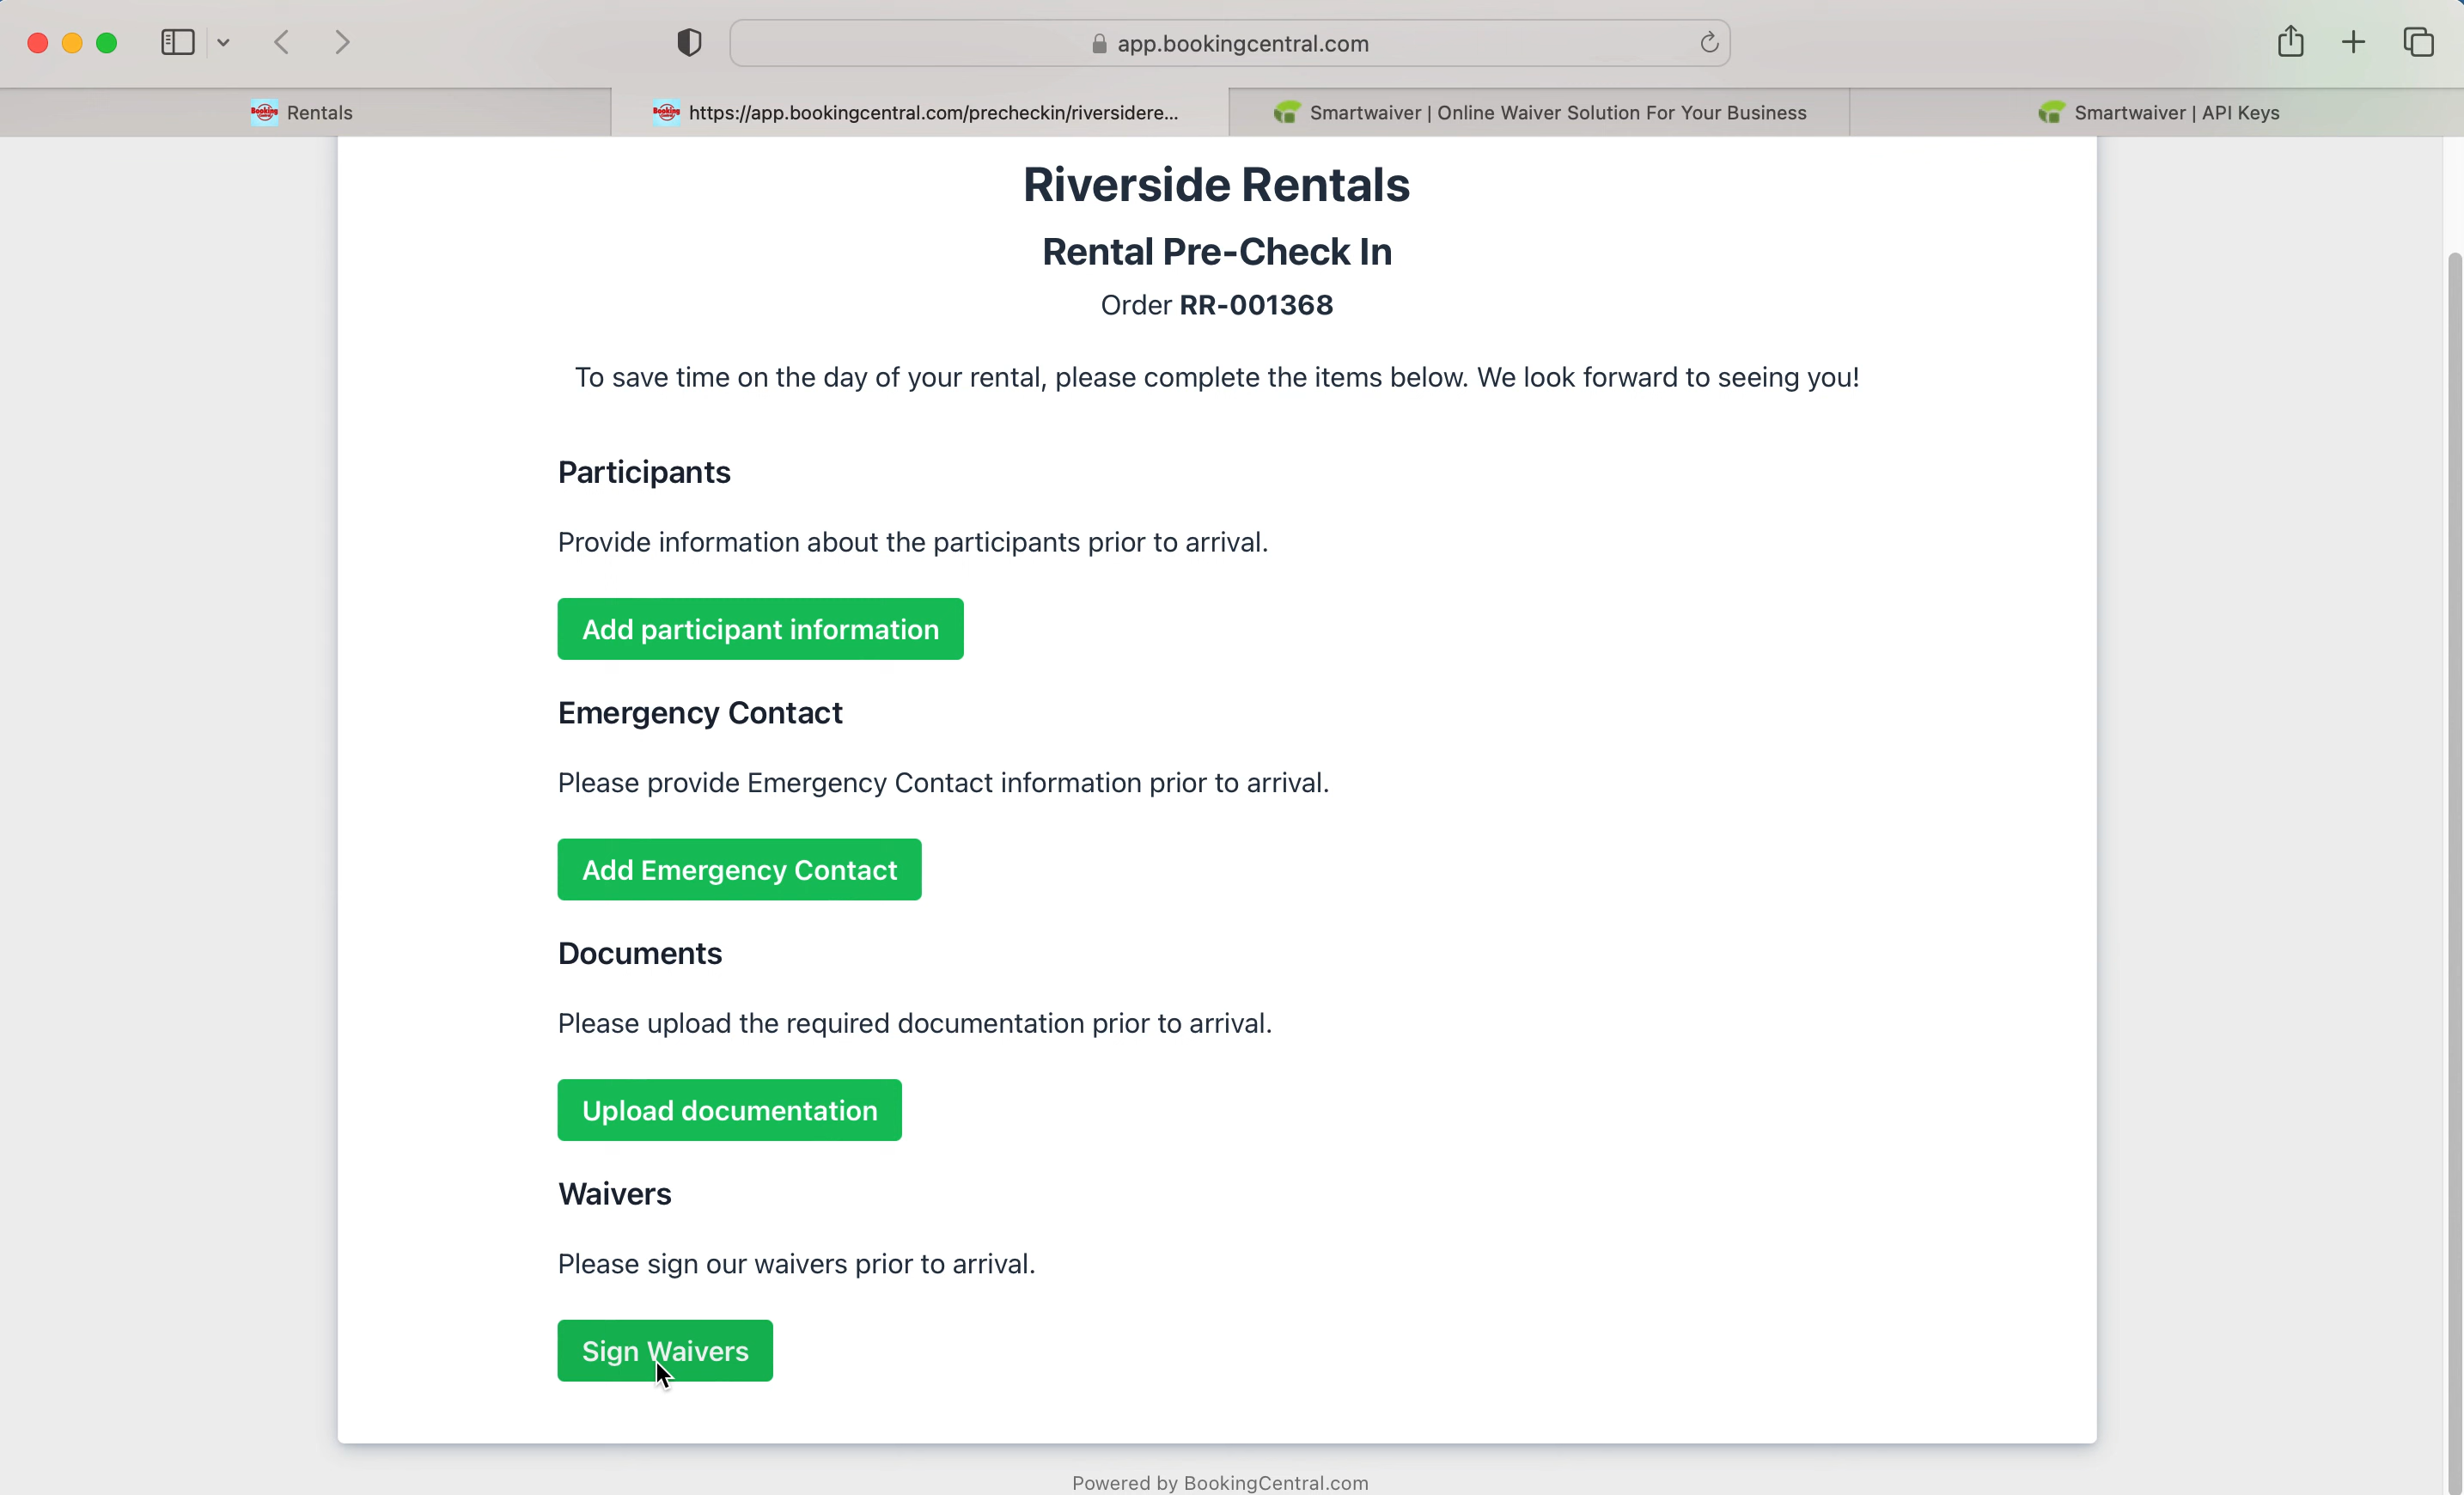 app.bookingcentral.com
Booking Central Rentals
Booking Central https://app.bookingcentral.com/precheckin/riversidere...
Smartwaiver | Online Waiver Solution For Your Business
Smartwaiver | API Keys
Riverside Rentals
Rental Pre-Check In
Order RR-001368
To save time on the day of your rental, please complete the items below. We look forward to seeing you!
Participants
Provide information about the participants prior to arrival.
Add participant information
Emergency Contact
Please provide Emergency Contact information prior to arrival.
Add Emergency Contact
Documents
Please upload the required documentation prior to arrival.
Upload documentation
Waivers
Please sign our waivers prior to arrival.
Sign Waivers
Powered by BookingCentral.com